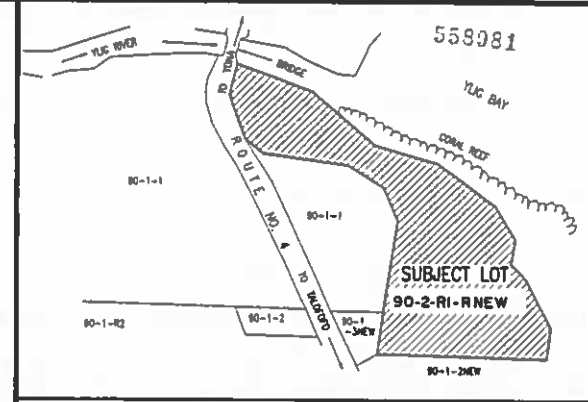 558981
YLIG RIVER
TO YONA
BRIDGE
YLIG BAY
CORAL REEF
90-1-1
ROUTE NO. 4
90-1-1
TO TALOFOFO
SUBJECT LOT
90-2-R1-RNEW
90-1-R2
90-1-2
90-1
-3NEW
90-1-2NEW